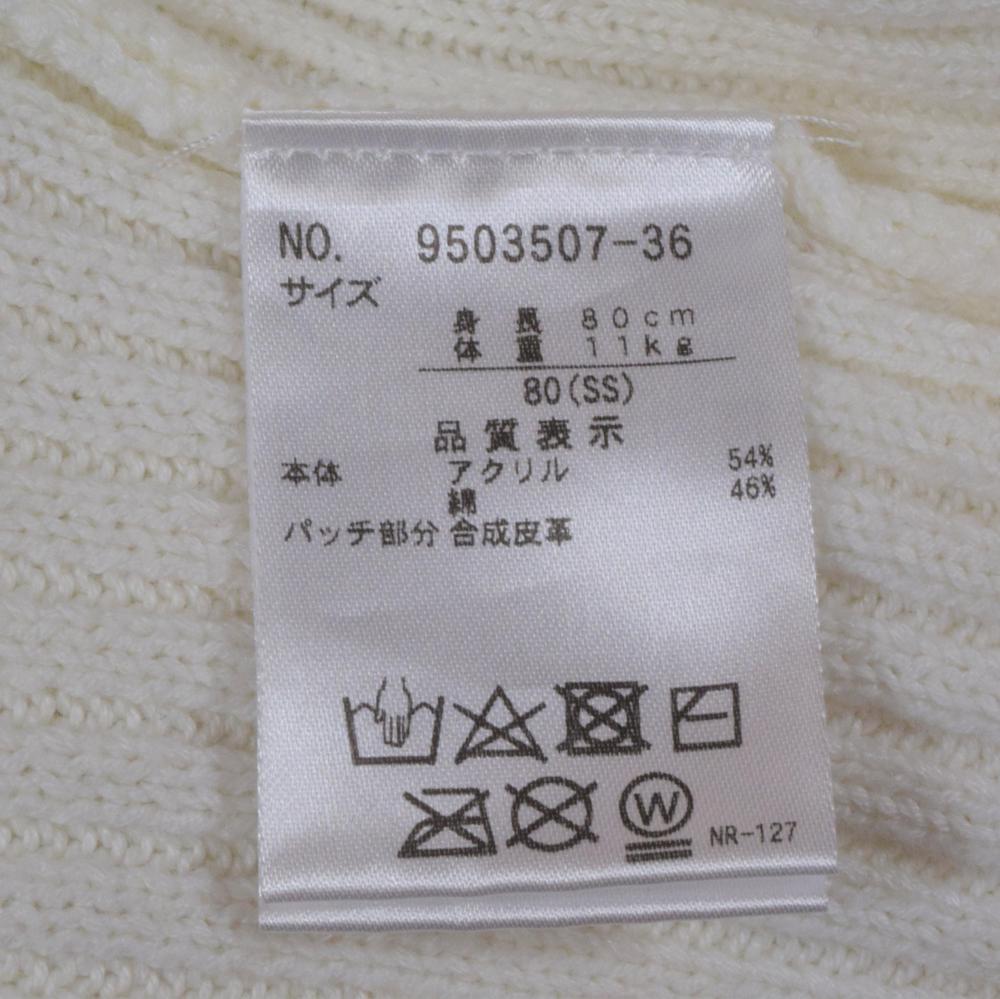 NO. 9503507-36
サイズ
身長 80cm
体重 11kg
80(SS)
品質表示
本体 アクリル 54%
綿 46%
パッチ部分 合成皮革
W
NR-127